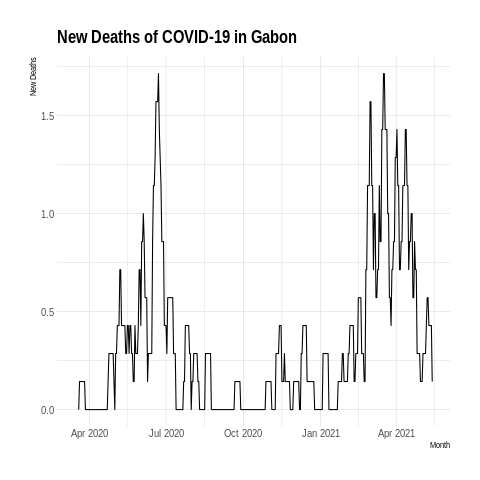 New Deaths of COVID-19 in Gabon
New Deaths
1.5
1.0
0.5
0.0
Apr 2020 Jul 2020 Oct 2020 Jan 2021 Apr 2021
Month